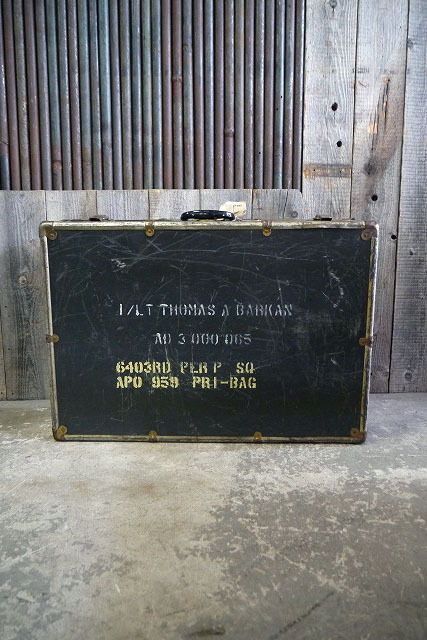 1/LT THOMAS A BARKAN
AO 3 000 065
6403RD PER P SQ
APO 959 PRI-BAG